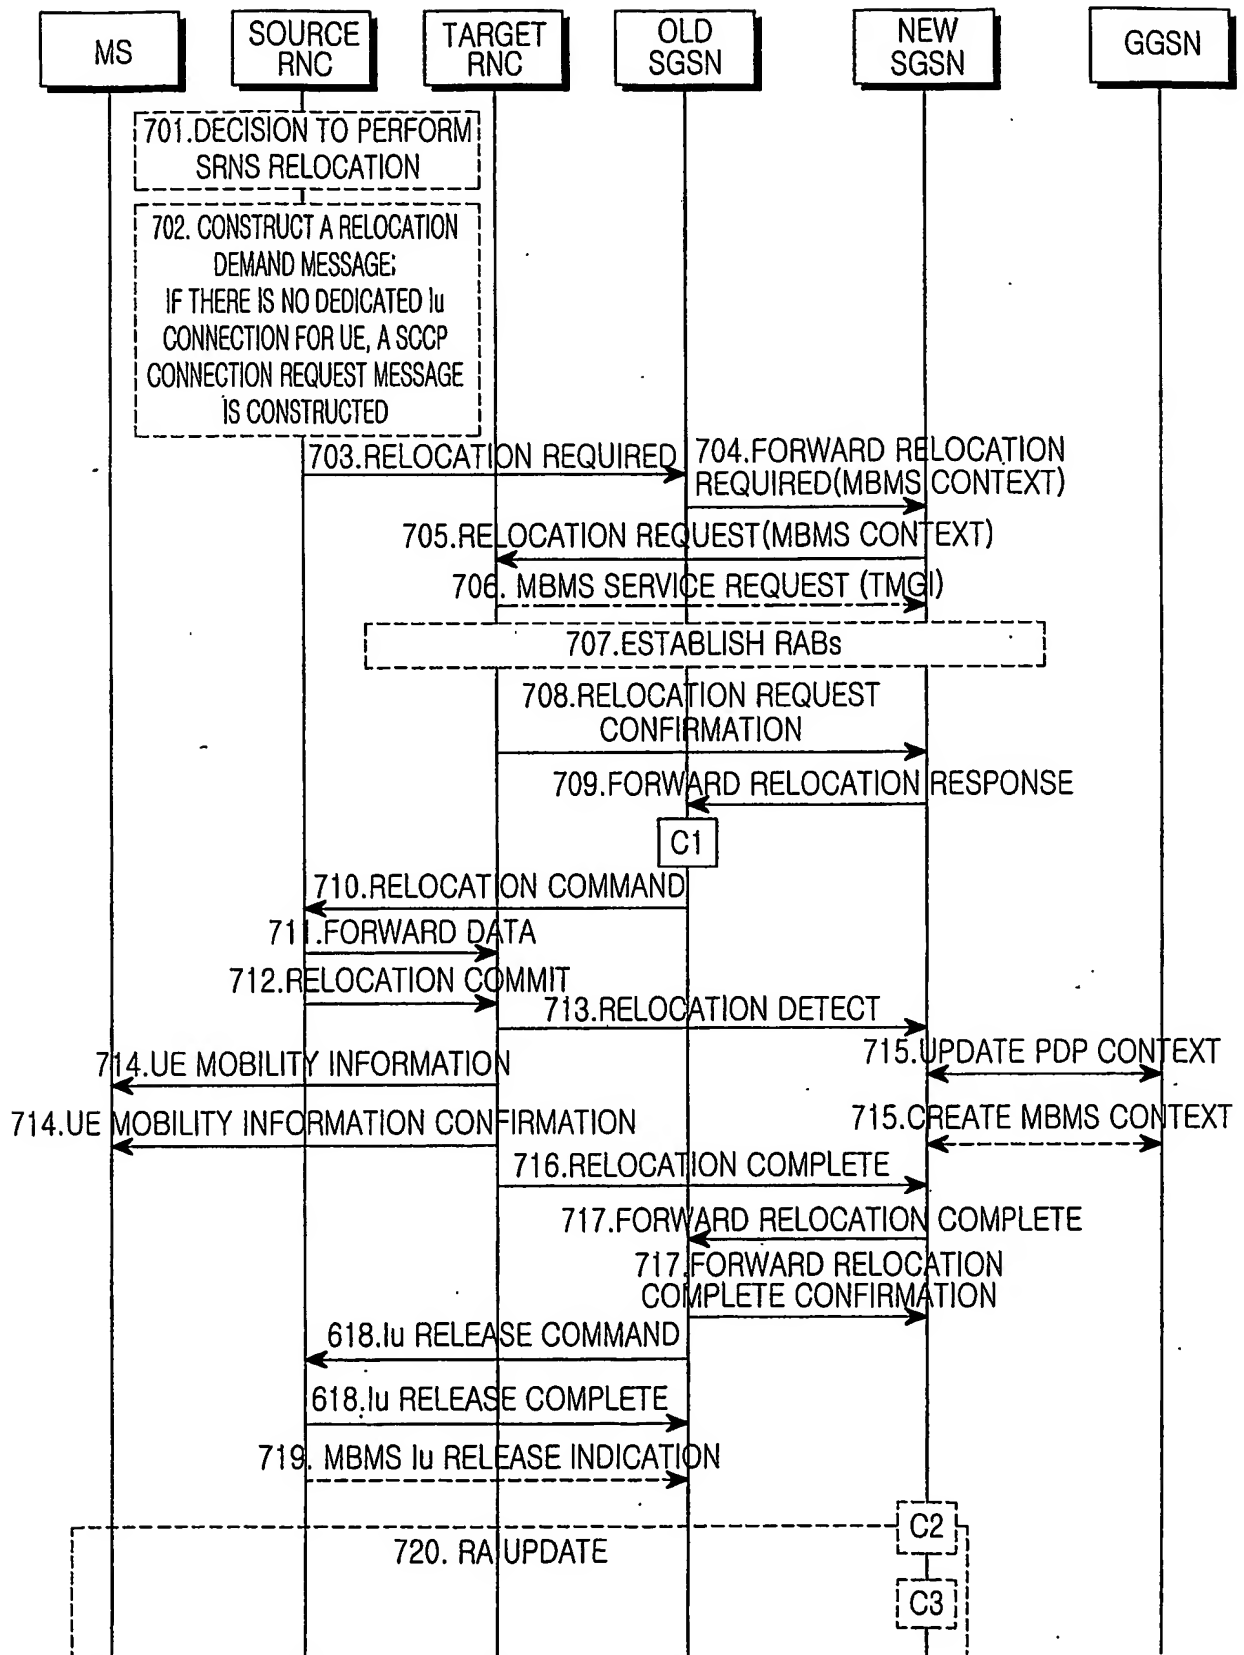 MS
SOURCE
RNC
TARGET
RNC
OLD
SGSN
NEW
SGSN
GGSN
701.DECISION TO PERFORM
SRNS RELOCATION
702. CONSTRUCT A RELOCATION
DEMAND MESSAGE;
IF THERE IS NO DEDICATED Iu
CONNECTION FOR UE, A SCCP
CONNECTION REQUEST MESSAGE
IS CONSTRUCTED
703.RELOCATION REQUIRED
704.FORWARD RELOCATION
REQUIRED(MBMS CONTEXT)
705.RELOCATION REQUEST(MBMS CONTEXT)
706. MBMS SERVICE REQUEST (TMGI)
707.ESTABLISH RABs
708.RELOCATION REQUEST
CONFIRMATION
709.FORWARD RELOCATION RESPONSE
C1
710.RELOCATION COMMAND
711.FORWARD DATA
712.RELOCATION COMMIT
713.RELOCATION DETECT
714.UE MOBILITY INFORMATION
715.UPDATE PDP CONTEXT
714.UE MOBILITY INFORMATION CONFIRMATION
715.CREATE MBMS CONTEXT
716.RELOCATION COMPLETE
717.FORWARD RELOCATION COMPLETE
717.FORWARD RELOCATION
COMPLETE CONFIRMATION
618.Iu RELEASE COMMAND
618.Iu RELEASE COMPLETE
719. MBMS Iu RELEASE INDICATION
C2
720. RA UPDATE
C3